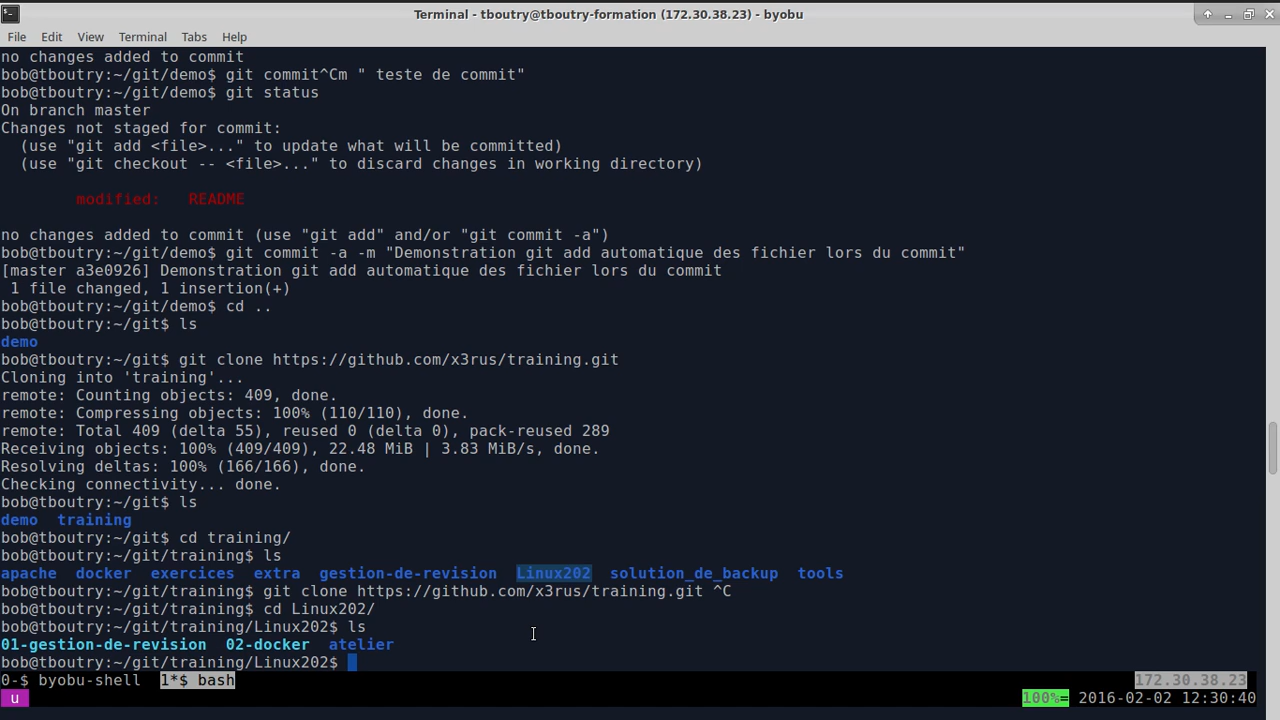 Terminal - tboutry@tboutry-formation (172.30.38.23) - byobu
File Edit View Terminal Tabs Help
no changes added to commit
bob@tboutry:~/git/demo$ git commit^Cm " teste de commit"
bob@tboutry:~/git/demo$ git status
On branch master
Changes not staged for commit:
  (use "git add <file>..." to update what will be committed)
  (use "git checkout -- <file>..." to discard changes in working directory)
        modified:   README
no changes added to commit (use "git add" and/or "git commit -a")
bob@tboutry:~/git/demo$ git commit -a -m "Demonstration git add automatique des fichier lors du commit"
[master a3e0926] Demonstration git add automatique des fichier lors du commit
 1 file changed, 1 insertion(+)
bob@tboutry:~/git/demo$ cd ..
bob@tboutry:~/git$ ls
demo
bob@tboutry:~/git$ git clone https://github.com/x3rus/training.git
Cloning into 'training'...
remote: Counting objects: 409, done.
remote: Compressing objects: 100% (110/110), done.
remote: Total 409 (delta 55), reused 0 (delta 0), pack-reused 289
Receiving objects: 100% (409/409), 22.48 MiB | 3.83 MiB/s, done.
Resolving deltas: 100% (166/166), done.
Checking connectivity... done.
bob@tboutry:~/git$ ls
demo  training
bob@tboutry:~/git$ cd training/
bob@tboutry:~/git/training$ ls
apache  docker  exercices  extra  gestion-de-revision  Linux202  solution_de_backup  tools
bob@tboutry:~/git/training$ git clone https://github.com/x3rus/training.git ^C
bob@tboutry:~/git/training$ cd Linux202/
bob@tboutry:~/git/training/Linux202$ ls
01-gestion-de-revision  02-docker  atelier
bob@tboutry:~/git/training/Linux202$
0-$ byobu-shell  1*$ bash 172.30.38.23
u 100%= 2016-02-02 12:30:40